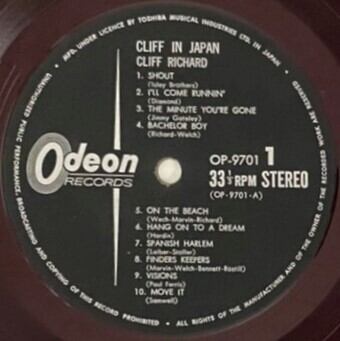 MFD. UNDER LICENCE BY TOSHIBA MUSICAL INDUSTRIES LTD. IN JAPAN
CLIFF IN JAPAN
CLIFF RICHARD
1. SHOUT
(Isley Brothers)
2. I'LL COME RUNNIN'
(Diamond)
3. THE MINUTE YOU'RE GONE
(Jimmy Gateley)
4. BACHELOR BOY
(Richard-Welch)
Odeon
RECORDS
OP-9701 1
33⅓ RPM STEREO
(OP-9701-A)
5. ON THE BEACH
(Wech-Marvin-Richard)
6. HANG ON TO A DREAM
(Hardin)
7. SPANISH HARLEM
(Leiber-Stoller)
8. FINDERS KEEPERS
(Marvin-Welch-Bennett-Rostill)
9. VISIONS
(Paul Ferris)
10. MOVE IT
(Samwell)
UNAUTHORIZED PUBLIC PERFORMANCE, BROADCASTING AND COPYING OF THIS RECORD PROHIBITED • ALL RIGHTS OF THE MANUFACTURER AND OF THE OWNER OF THE RECORDED WORK ARE RESERVED